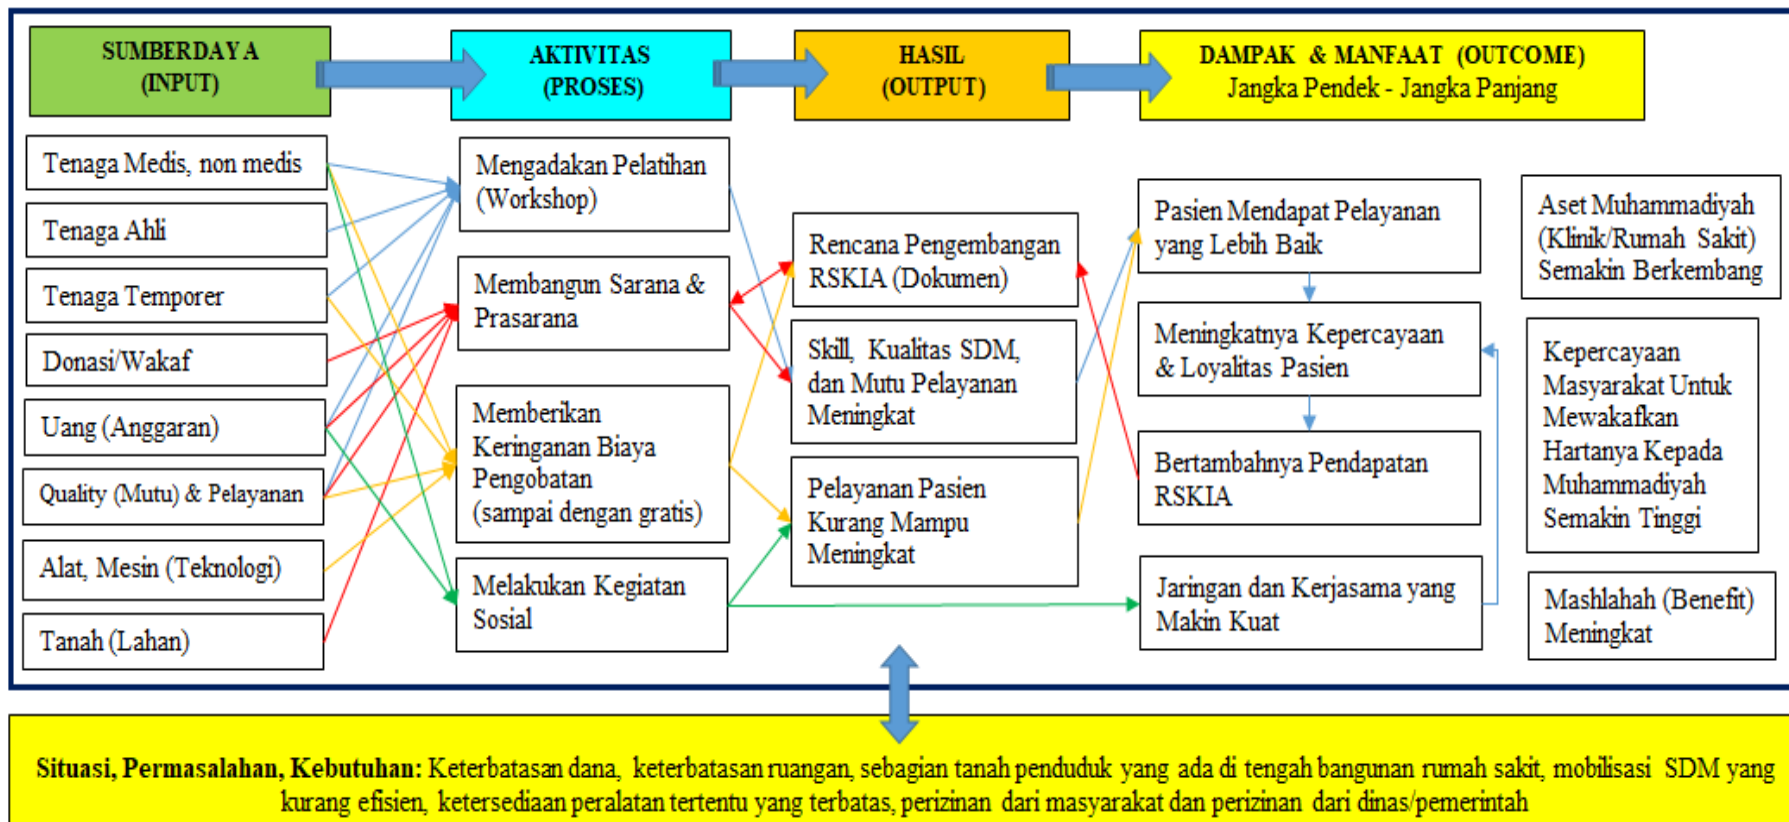 SUMBERDAYA
(INPUT)
AKTIVITAS
(PROSES)
HASIL
(OUTPUT)
DAMPAK & MANFAAT (OUTCOME)
Jangka Pendek - Jangka Panjang
Tenaga Medis, non medis
Tenaga Ahli
Tenaga Temporer
Donasi/Wakaf
Uang (Anggaran)
Quality (Mutu) & Pelayanan
Alat, Mesin (Teknologi)
Tanah (Lahan)
Mengadakan Pelatihan
(Workshop)
Membangun Sarana &
Prasarana
Memberikan
Keringanan Biaya
Pengobatan
(sampai dengan gratis)
Melakukan Kegiatan
Sosial
Rencana Pengembangan
RSKIA (Dokumen)
Skill, Kualitas SDM,
dan Mutu Pelayanan
Meningkat
Pelayanan Pasien
Kurang Mampu
Meningkat
Pasien Mendapat Pelayanan
yang Lebih Baik
Meningkatnya Kepercayaan
& Loyalitas Pasien
Bertambahnya Pendapatan
RSKIA
Jaringan dan Kerjasama yang
Makin Kuat
Aset Muhammadiyah
(Klinik/Rumah Sakit)
Semakin Berkembang
Kepercayaan
Masyarakat Untuk
Mewakafkan
Hartanya Kepada
Muhammadiyah
Semakin Tinggi
Mashlahah (Benefit)
Meningkat
Situasi, Permasalahan, Kebutuhan: Keterbatasan dana, keterbatasan ruangan, sebagian tanah penduduk yang ada di tengah bangunan rumah sakit, mobilisasi SDM yang
kurang efisien, ketersediaan peralatan tertentu yang terbatas, perizinan dari masyarakat dan perizinan dari dinas/pemerintah